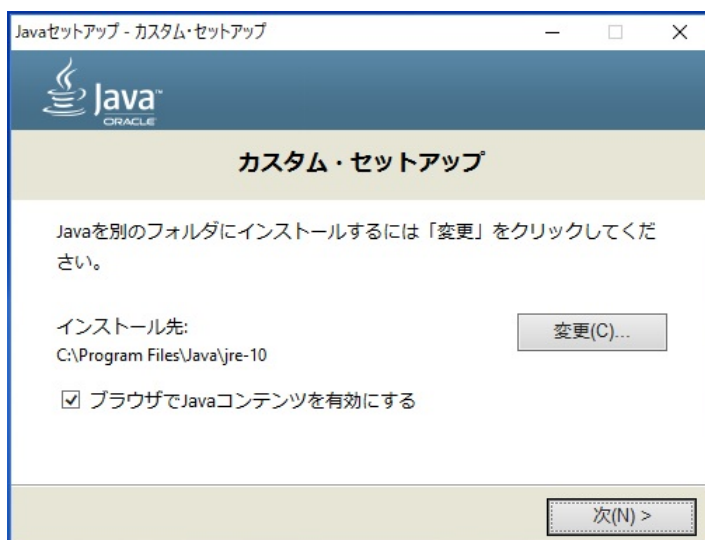 Javaセットアップ - カスタム・セットアップ
Java™
ORACLE
カスタム・セットアップ
Javaを別のフォルダにインストールするには「変更」をクリックしてくだ
さい。
インストール先:
変更(C)...
C:\Program Files\Java\jre-10
ブラウザでJavaコンテンツを有効にする
次(N) >